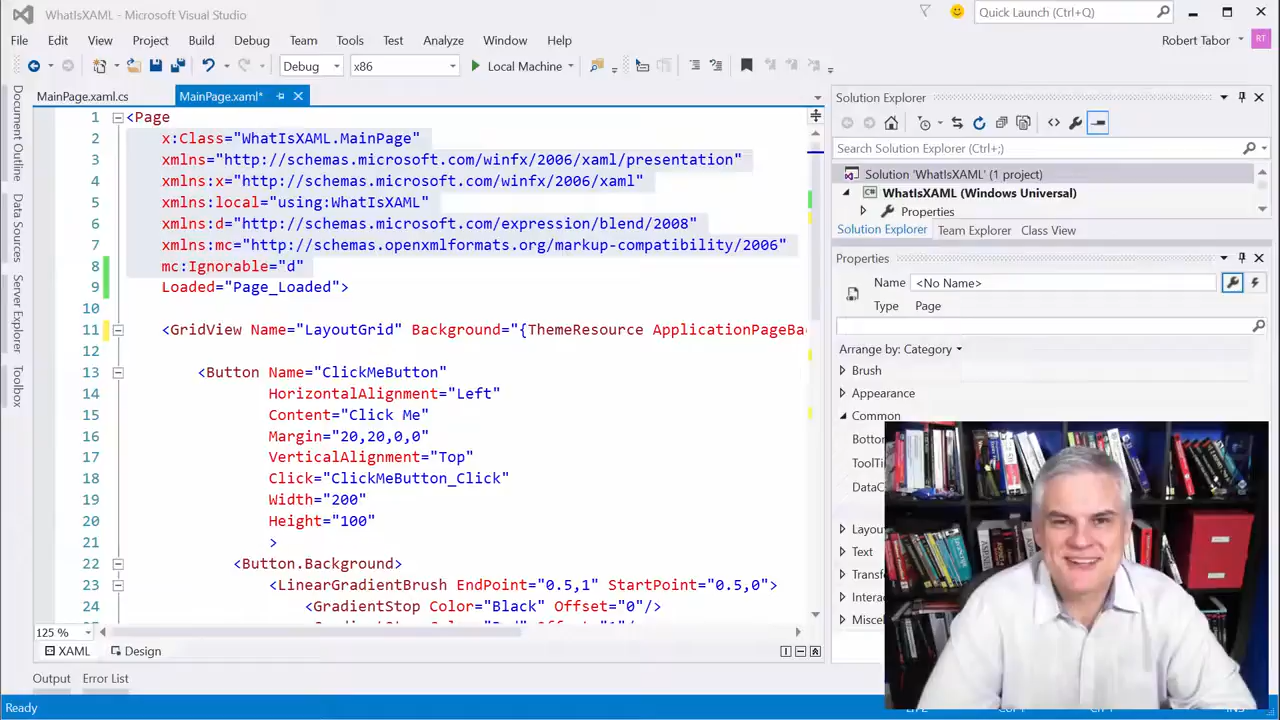 WhatIsXAML - Microsoft Visual Studio
Quick Launch (Ctrl+Q)
File Edit View Project Build Debug Team Tools Test Analyze Window Help
Robert Tabor RT
Debug x86 Local Machine
MainPage.xaml.cs MainPage.xaml*
Document Outline
Data Sources
Server Explorer
Toolbox
1 <Page
2 x:Class="WhatIsXAML.MainPage"
3 xmlns="http://schemas.microsoft.com/winfx/2006/xaml/presentation"
4 xmlns:x="http://schemas.microsoft.com/winfx/2006/xaml"
5 xmlns:local="using:WhatIsXAML"
6 xmlns:d="http://schemas.microsoft.com/expression/blend/2008"
7 xmlns:mc="http://schemas.openxmlformats.org/markup-compatibility/2006"
8 mc:Ignorable="d"
9 Loaded="Page_Loaded">
10
11 <GridView Name="LayoutGrid" Background="{ThemeResource ApplicationPageBa
12
13 <Button Name="ClickMeButton"
14 HorizontalAlignment="Left"
15 Content="Click Me"
16 Margin="20,20,0,0"
17 VerticalAlignment="Top"
18 Click="ClickMeButton_Click"
19 Width="200"
20 Height="100"
21 >
22 <Button.Background>
23 <LinearGradientBrush EndPoint="0.5,1" StartPoint="0.5,0">
24 <GradientStop Color="Black" Offset="0"/>
125 %
XAML Design
Output Error List
Ready
Solution Explorer
Search Solution Explorer (Ctrl+;)
Solution 'WhatIsXAML' (1 project)
WhatIsXAML (Windows Universal)
Properties
Solution Explorer Team Explorer Class View
Properties
Name <No Name>
Type Page
Arrange by: Category
Brush
Appearance
Common
Botto
ToolTi
DataC
Layou
Text
Transf
Intera
Misce